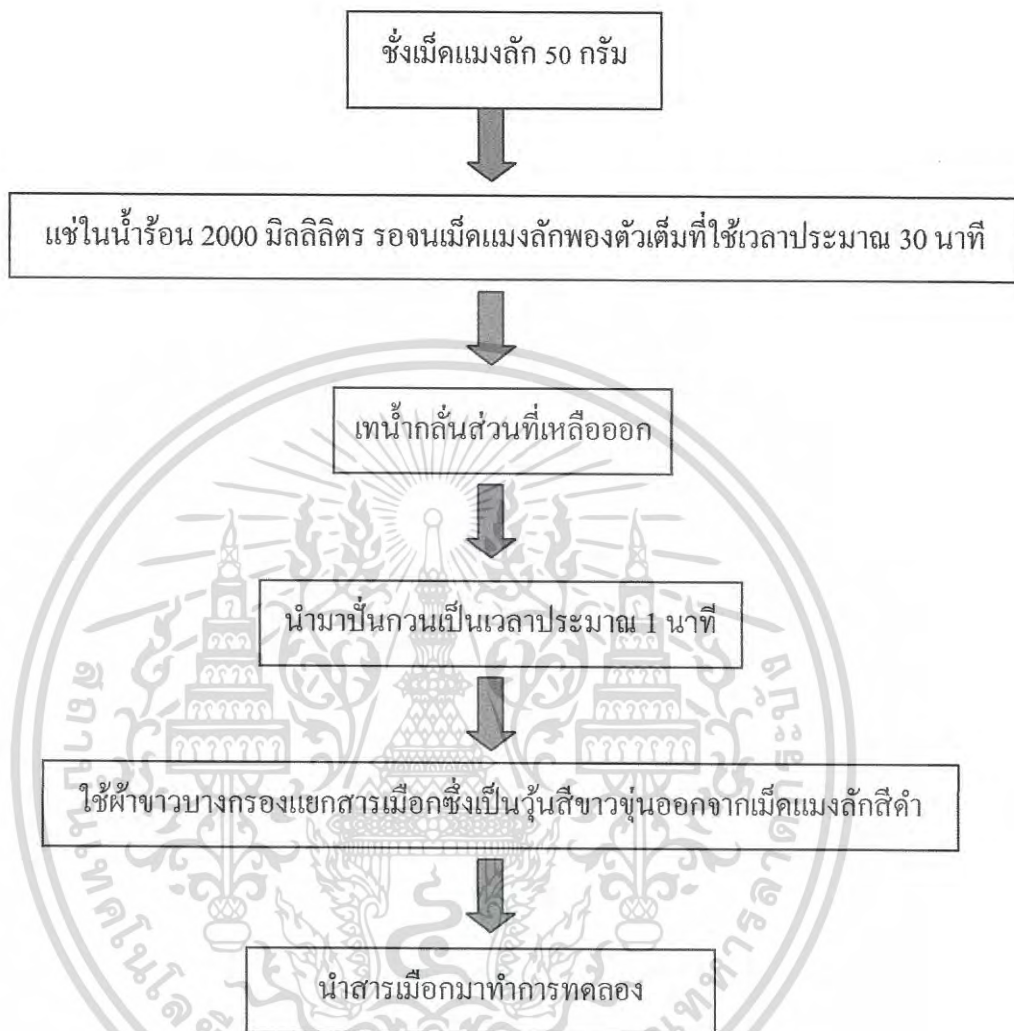 ชั่งเม็ดแมงลัก 50 กรัม
แช่ในน้ำร้อน 2000 มิลลิลิตร รอจนเม็ดแมงลักพองตัวเต็มที่ใช้เวลาประมาณ 30 นาที
เทน้ำกลั่นส่วนที่เหลือออก
นำมาปั่นกวนเป็นเวลาประมาณ 1 นาที
ใช้ผ้าขาวบางกรองแยกสารเมือกซึ่งเป็นวุ้นสีขาวขุ่นออกจากเม็ดแมงลักสีดำ
นำสารเมือกมาทำการทดลอง